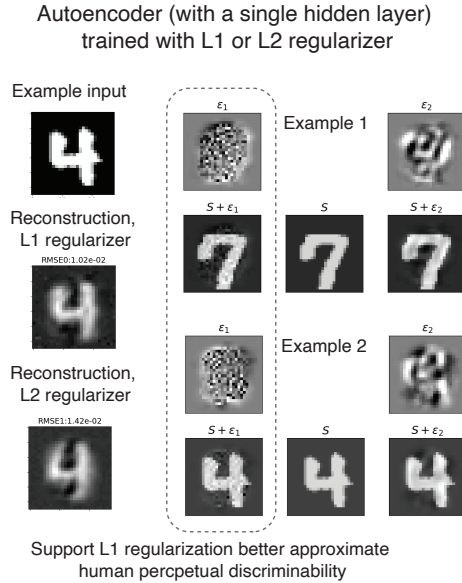 Autoencoder (with a single hidden layer)
trained with L1 or L2 regularizer
Example input
Reconstruction,
L1 regularizer
RMSE0:1.02e-02
Reconstruction,
L2 regularizer
RMSE1:1.42e-02
ε1
Example 1
ε2
S + ε1
S
S + ε2
ε1
Example 2
ε2
S + ε1
S
S + ε2
Support L1 regularization better approximate
human percpetual discriminability